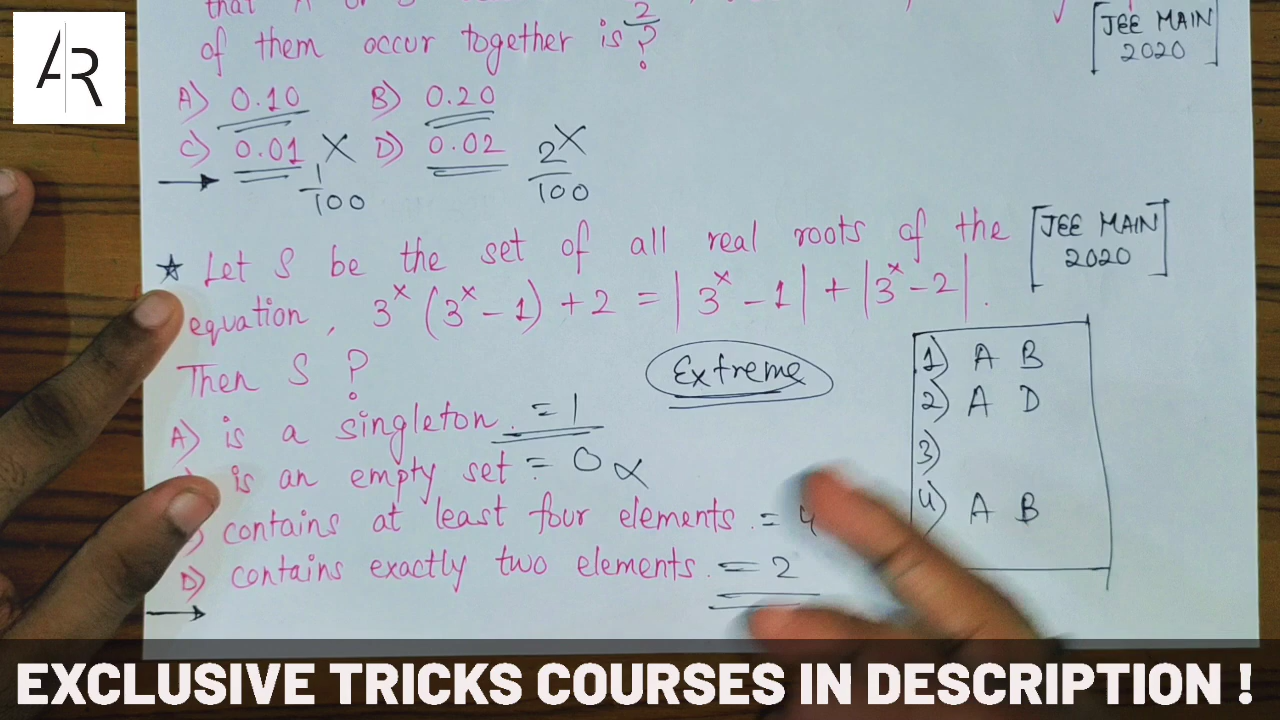 AR
of them occur together is ?
JEE MAIN
2020
A) 0.10 B) 0.20
C) 0.01 X D) 0.02 X
1/100 2/100
★ Let S be the set of all real roots of the
JEE MAIN
2020
equation, 3^x (3^x - 1) + 2 = |3^x - 1| + |3^x - 2|.
Then S ?
Extreme
A) is a singleton. = 1
is an empty set = 0 x
contains at least four elements. = 4
D) contains exactly two elements. = 2
1) A B
2) A D
3)
4) A B
EXCLUSIVE TRICKS COURSES IN DESCRIPTION !